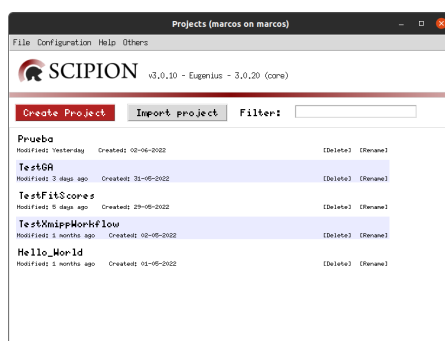 Projects (marcos on marcos)
File Configuration Help Others
SCIPION v3.0.10 - Eugenius - 3.0.20 (core)
Create Project Import project Filter:
Prueba
Modified: Yesterday Created: 02-06-2022 [Delete] [Rename]
TestGA
Modified: 3 days ago Created: 31-05-2022 [Delete] [Rename]
TestFitScores
Modified: 5 days ago Created: 29-05-2022 [Delete] [Rename]
TestXmippWorkflow
Modified: 1 months ago Created: 02-05-2022 [Delete] [Rename]
Hello_World
Modified: 1 months ago Created: 01-05-2022 [Delete] [Rename]